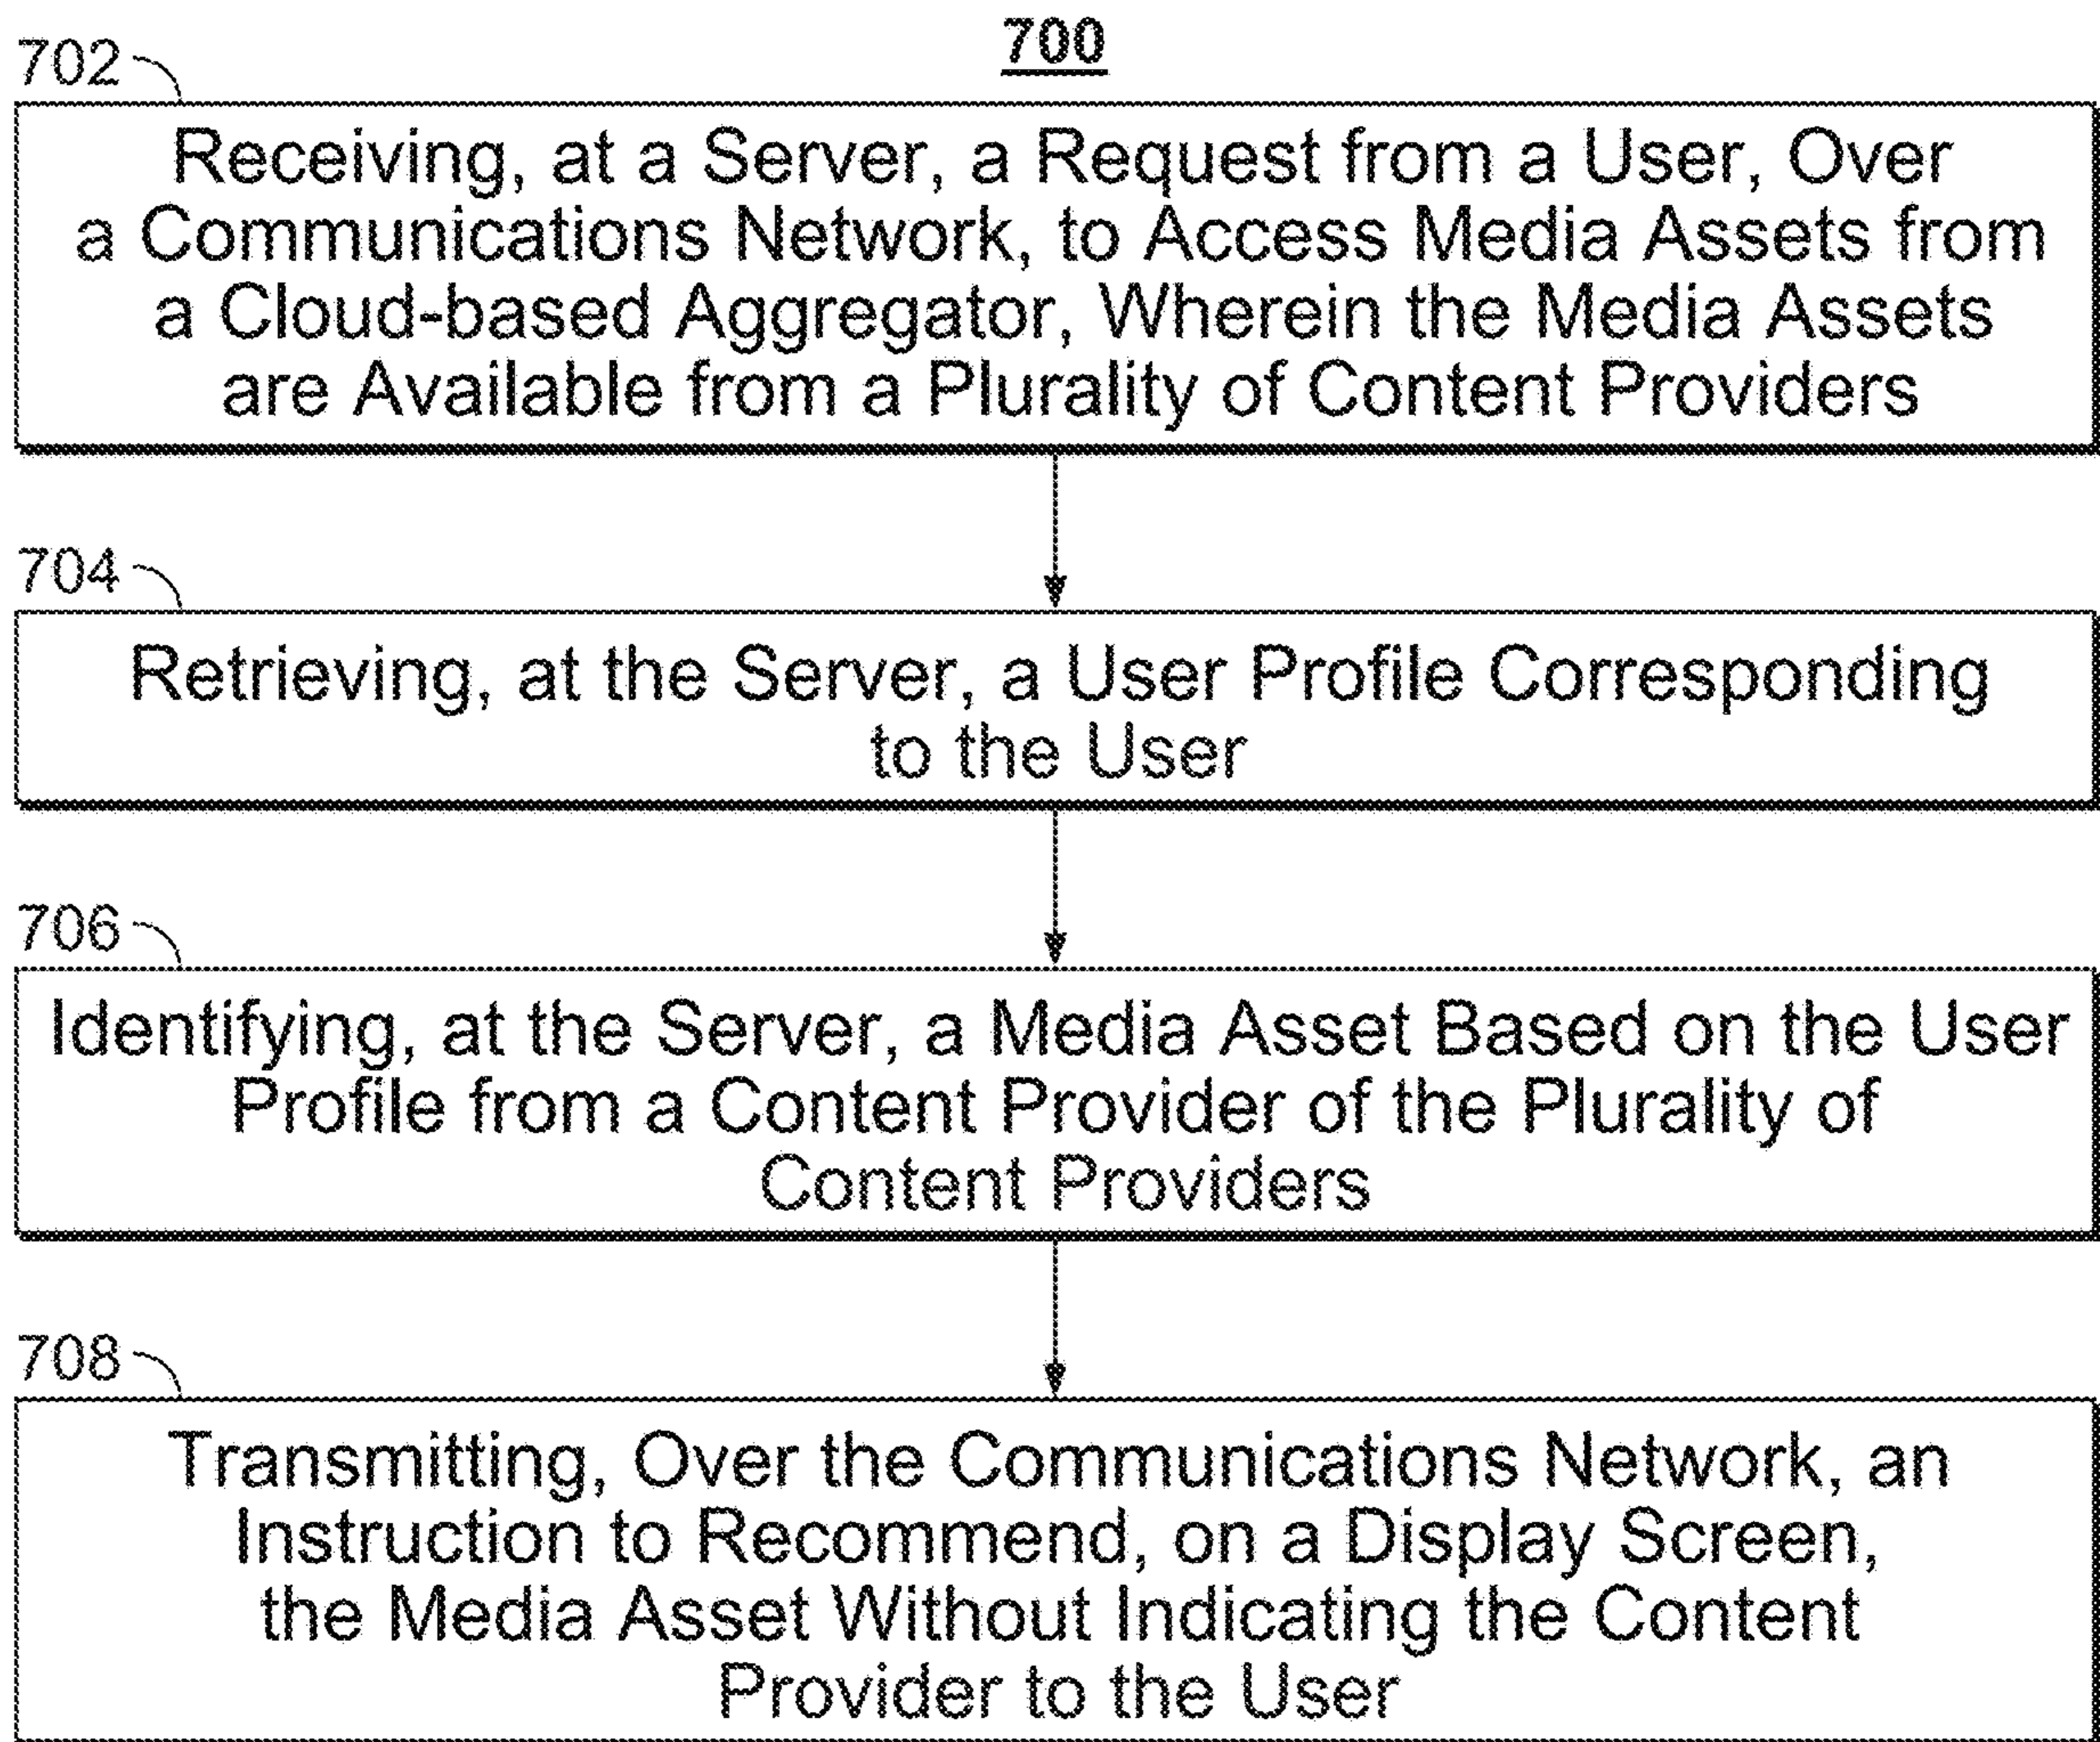 700
702
Receiving, at a Server, a Request from a User, Over
a Communications Network, to Access Media Assets from
a Cloud-based Aggregator, Wherein the Media Assets
are Available from a Plurality of Content Providers
704
Retrieving, at the Server, a User Profile Corresponding
to the User
706
Identifying, at the Server, a Media Asset Based on the User
Profile from a Content Provider of the Plurality of
Content Providers
708
Transmitting, Over the Communications Network, an
Instruction to Recommend, on a Display Screen,
the Media Asset Without Indicating the Content
Provider to the User